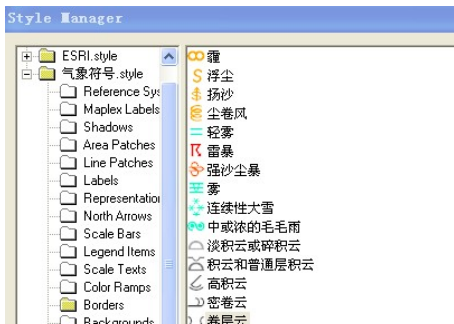 Style Manager
ESRI.style
气象符号.style
Reference Sys
Maplex Labels
Shadows
Area Patches
Line Patches
Labels
Representation
North Arrows
Scale Bars
Legend Items
Scale Texts
Color Ramps
Borders
Backgrounds
霾
浮尘
扬沙
尘卷风
轻雾
雷暴
强沙尘暴
雾
连续性大雪
中或浓的毛毛雨
淡积云或碎积云
积云和普通层积云
高积云
密卷云
卷层云